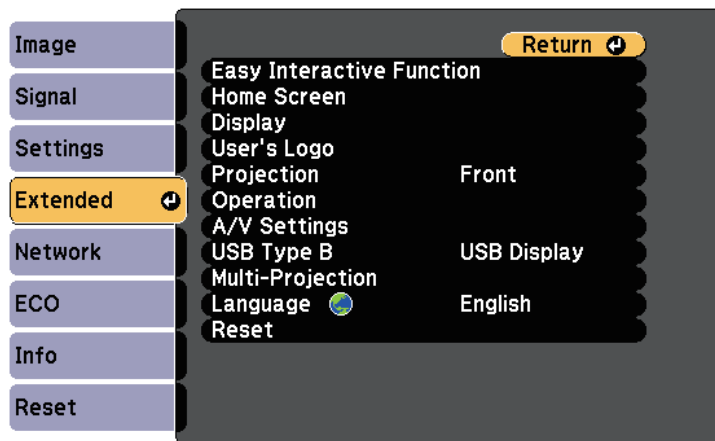 Image
Signal
Settings
Extended
Network
ECO
Info
Reset
Return
Easy Interactive Function
Home Screen
Display
User's Logo
Projection Front
Operation
A/V Settings
USB Type B USB Display
Multi-Projection
Language English
Reset